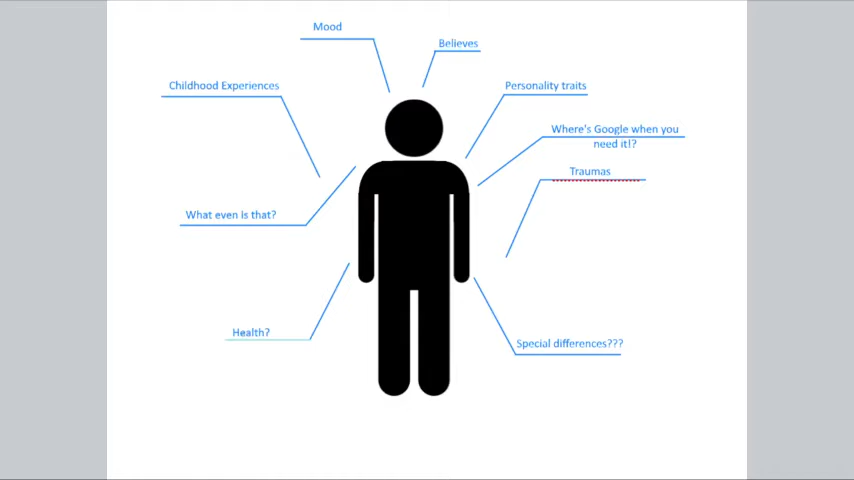 Mood
Believes
Childhood Experiences
Personality traits
Where's Google when you
need it!?
Traumas
What even is that?
Health?
Special differences???